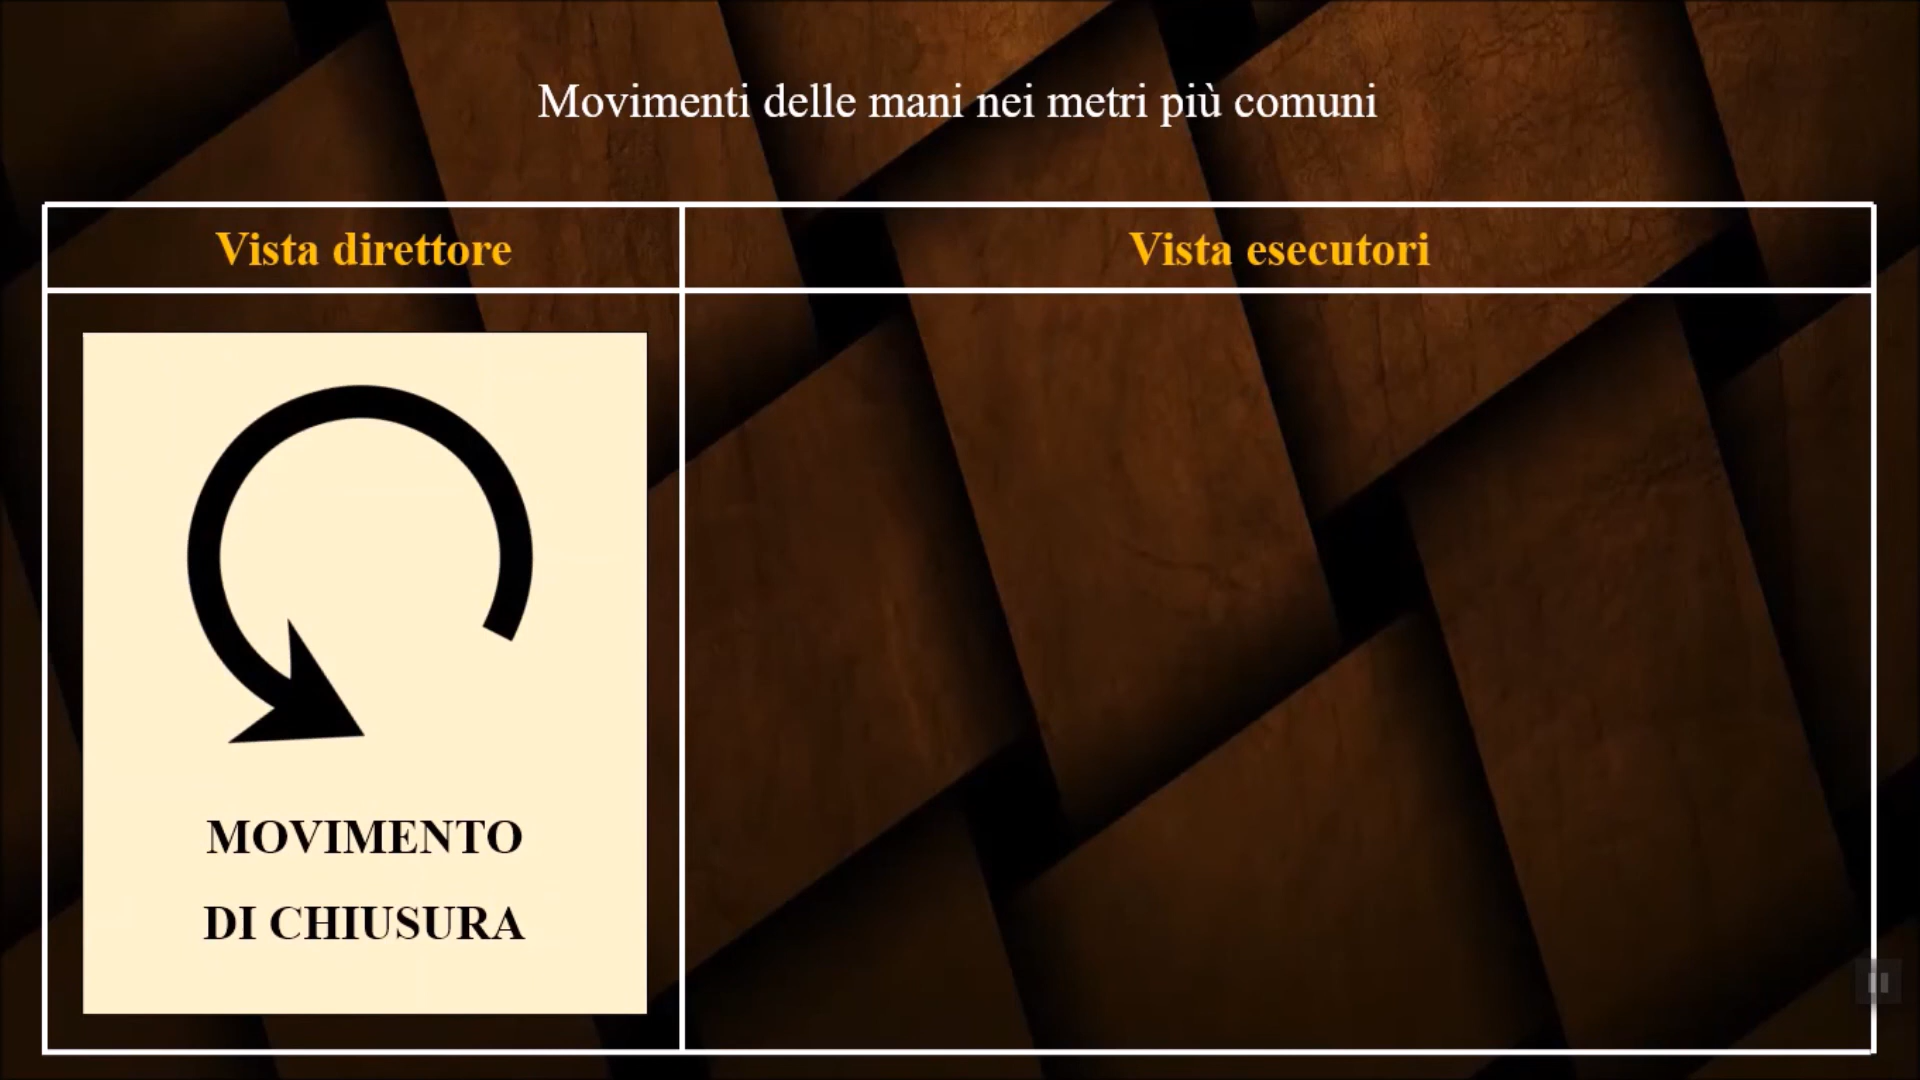 Movimenti delle mani nei metri più comuni
Vista direttore
Vista esecutori
MOVIMENTO
DI CHIUSURA